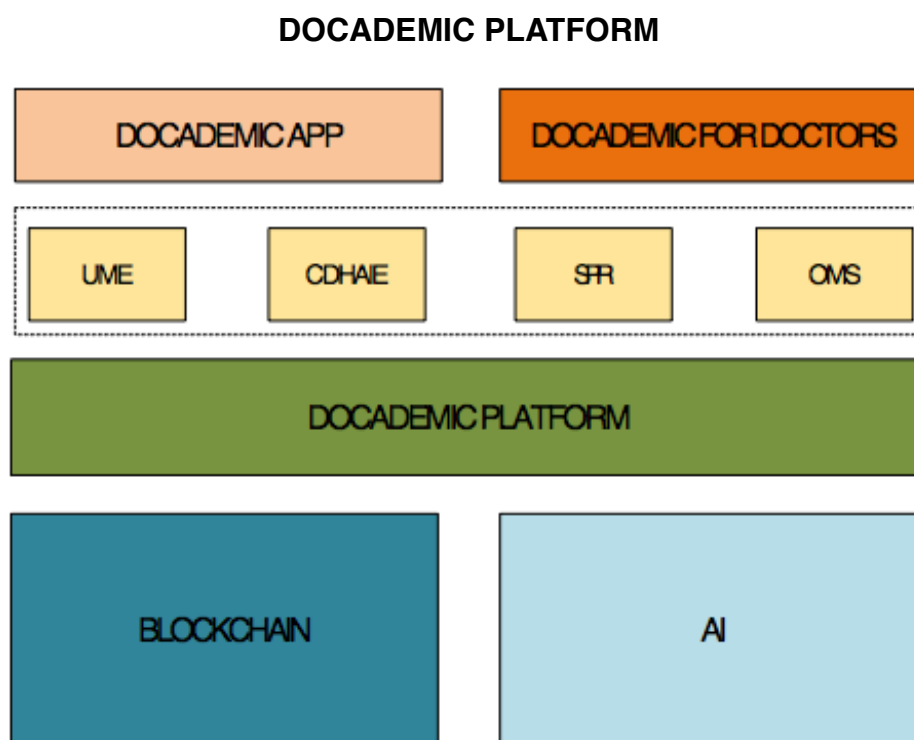 DOCADEMIC PLATFORM
DOCADEMIC APP
DOCADEMIC FOR DOCTORS
UME
CDHAIE
SPR
OMS
DOCADEMIC PLATFORM
BLOCKCHAIN
AI